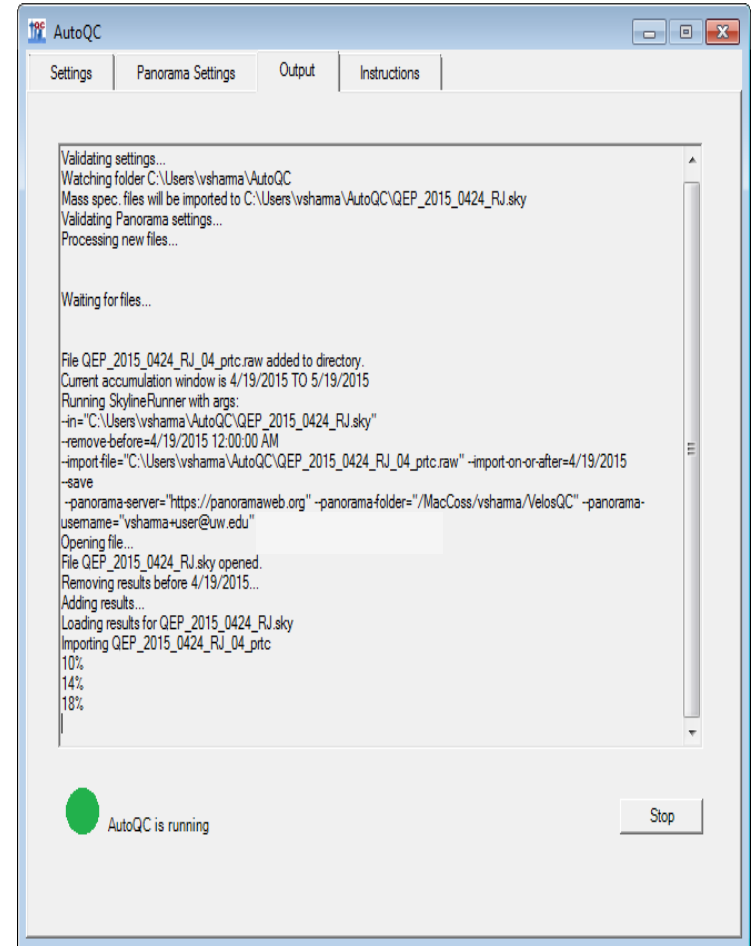 AutoQC
Settings
Panorama Settings
Output
Instructions
Validating settings...
Watching folder C:\Users\vsharma\AutoQC
Mass spec. files will be imported to C:\Users\vsharma\AutoQC\QEP_2015_0424_RJ.sky
Validating Panorama settings...
Processing new files...
Waiting for files...
File QEP_2015_0424_RJ_04_prtc.raw added to directory.
Current accumulation window is 4/19/2015 TO 5/19/2015
Running SkylineRunner with args:
--in="C:\Users\vsharma\AutoQC\QEP_2015_0424_RJ.sky"
--remove-before=4/19/2015 12:00:00 AM
--import-file="C:\Users\vsharma\AutoQC\QEP_2015_0424_RJ_04_prtc.raw" --import-on-or-after=4/19/2015
--save
--panorama-server="https://panoramaweb.org" --panorama-folder="/MacCoss/vsharma/VelosQC" --panorama-
username="vsharma+user@uw.edu"
Opening file...
File QEP_2015_0424_RJ.sky opened.
Removing results before 4/19/2015...
Adding results...
Loading results for QEP_2015_0424_RJ.sky
Importing QEP_2015_0424_RJ_04_prtc
10%
14%
18%
AutoQC is running
Stop